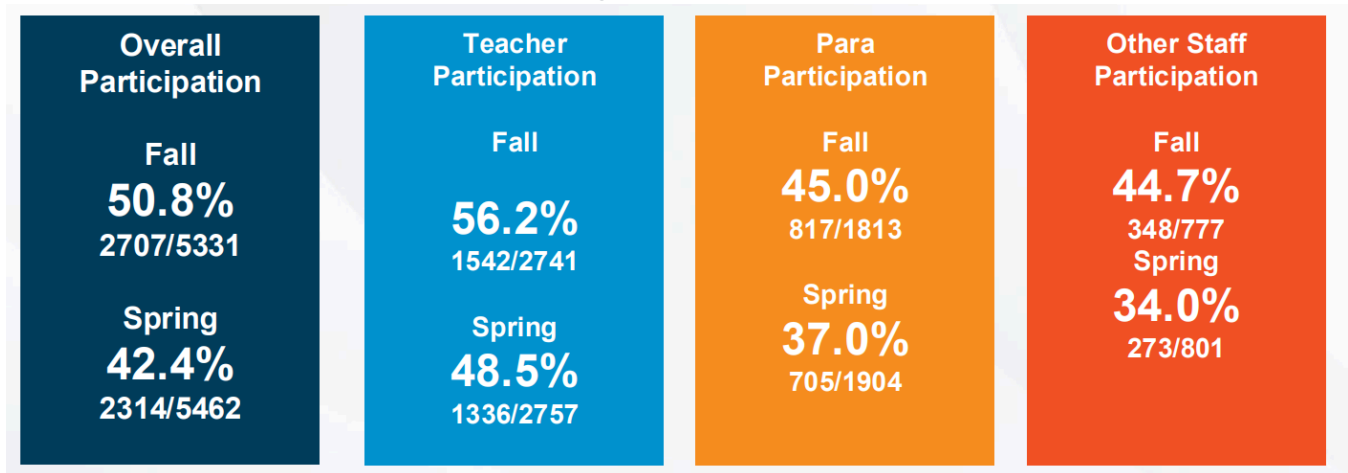 Overall
Participation
Fall
50.8%
2707/5331
Spring
42.4%
2314/5462
Teacher
Participation
Fall
56.2%
1542/2741
Spring
48.5%
1336/2757
Para
Participation
Fall
45.0%
817/1813
Spring
37.0%
705/1904
Other Staff
Participation
Fall
44.7%
348/777
Spring
34.0%
273/801